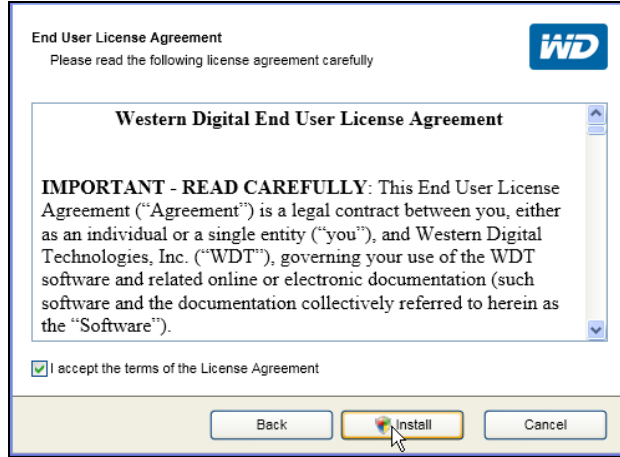 End User License Agreement
Please read the following license agreement carefully
WD
Western Digital End User License Agreement
IMPORTANT - READ CAREFULLY: This End User License
Agreement (“Agreement”) is a legal contract between you, either
as an individual or a single entity (“you”), and Western Digital
Technologies, Inc. (“WDT”), governing your use of the WDT
software and related online or electronic documentation (such
software and the documentation collectively referred to herein as
the “Software”).
I accept the terms of the License Agreement
Back
Install
Cancel